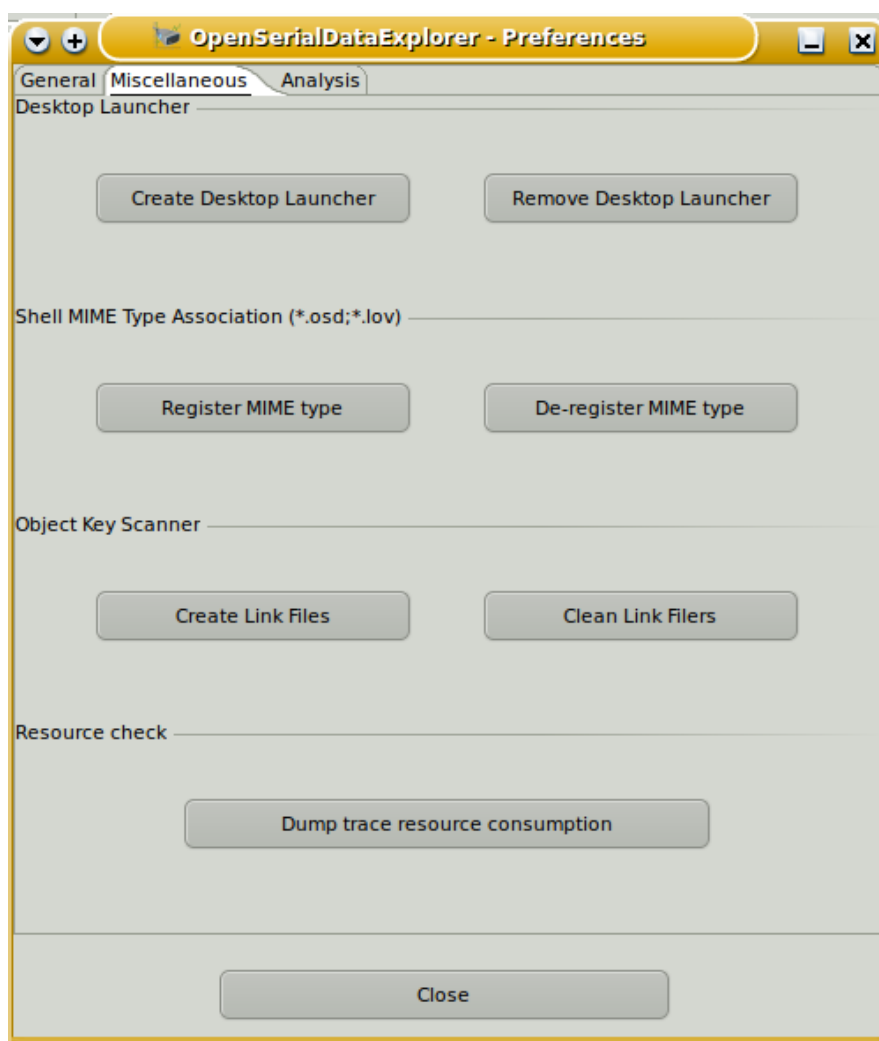 OpenSerialDataExplorer - Preferences
General Miscellaneous Analysis
Desktop Launcher
Create Desktop Launcher Remove Desktop Launcher
Shell MIME Type Association (*.osd;*.lov)
Register MIME type De-register MIME type
Object Key Scanner
Create Link Files Clean Link Filers
Resource check
Dump trace resource consumption
Close